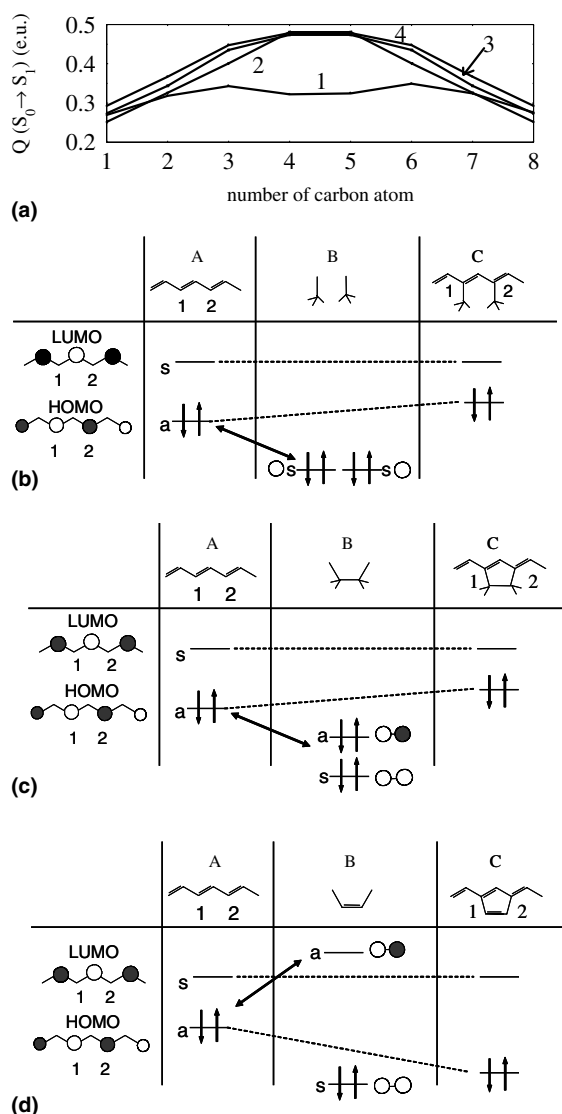 Q (S0 → S1) (e.u.)
0.5
0.4
0.3
0.2
1 2 3 4 5 6 7 8
number of carbon atom
1
2
4
3
(a)
A B C
1 2
1 2
LUMO
1 2
s
HOMO
1 2
a
s
s
(b)
A B C
1 2
1 2
LUMO
1 2
s
HOMO
1 2
a
a
s
(c)
A B C
1 2
1 2
LUMO
1 2
a
s
HOMO
1 2
a
s
(d)